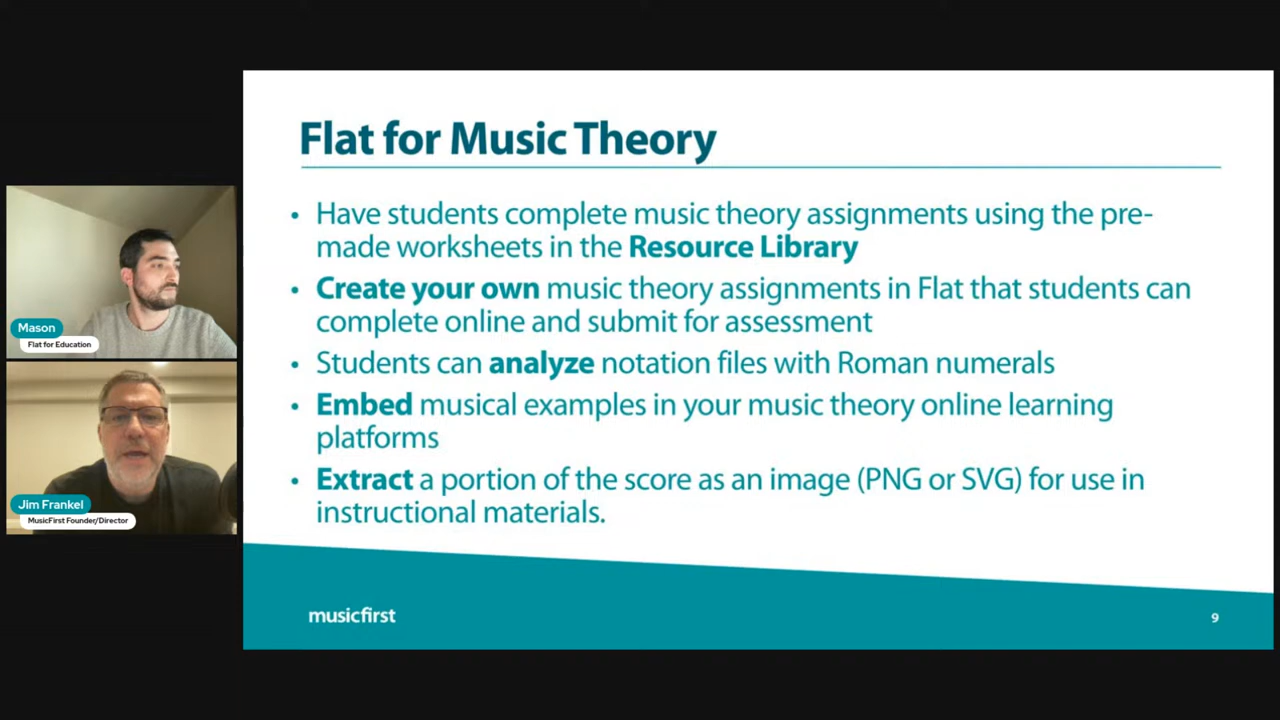 Flat for Music Theory
• Have students complete music theory assignments using the pre-
made worksheets in the Resource Library
• Create your own music theory assignments in Flat that students can
complete online and submit for assessment
• Students can analyze notation files with Roman numerals
• Embed musical examples in your music theory online learning
platforms
• Extract a portion of the score as an image (PNG or SVG) for use in
instructional materials.
musicfirst
9
Mason
Flat for Education
Jim Frankel
MusicFirst Founder/Director